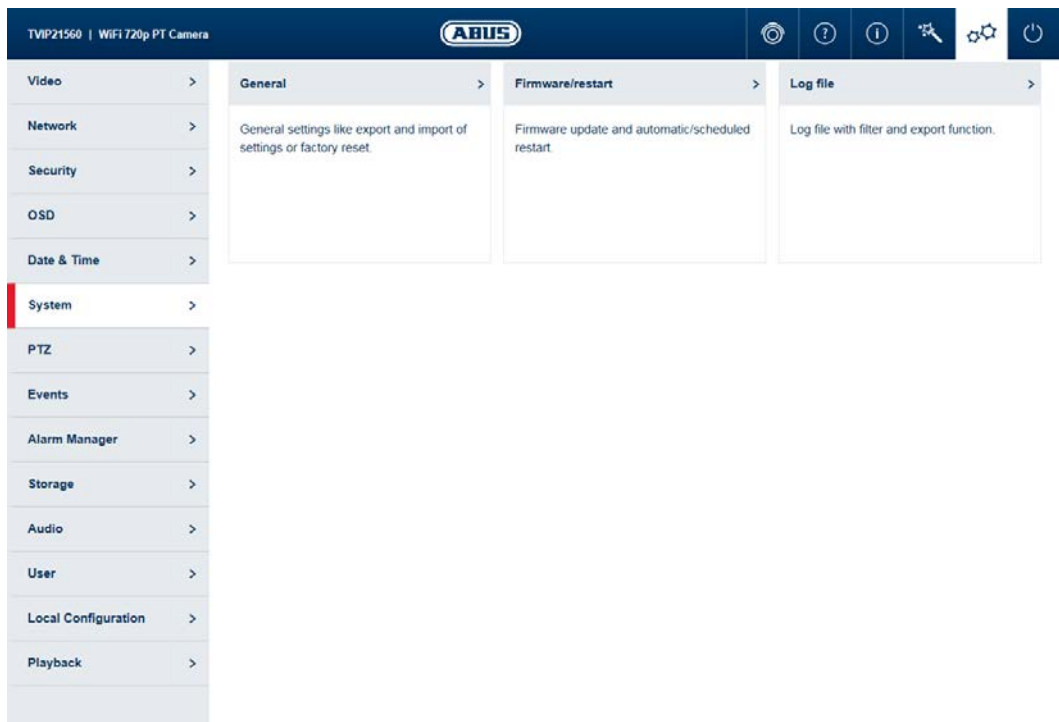 TVIP21560 | WiFi 720p PT Camera
ABUS
Video
Network
Security
OSD
Date & Time
System
PTZ
Events
Alarm Manager
Storage
Audio
User
Local Configuration
Playback
General
General settings like export and import of
settings or factory reset.
Firmware/restart
Firmware update and automatic/scheduled
restart.
Log file
Log file with filter and export function.